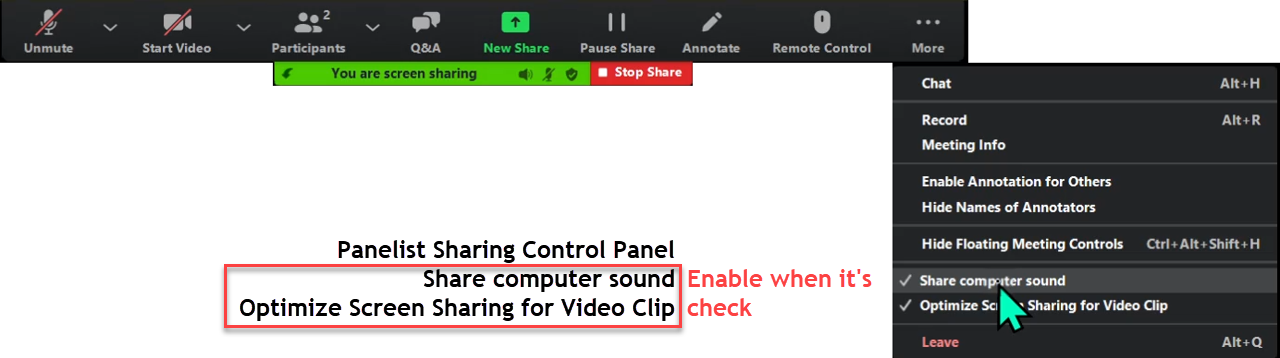 Unmute
Start Video
Participants
2
Q&A
New Share
Pause Share
Annotate
Remote Control
More
You are screen sharing
Stop Share
Chat Alt+H
Record Alt+R
Meeting Info
Enable Annotation for Others
Hide Names of Annotators
Hide Floating Meeting Controls Ctrl+Alt+Shift+H
Share computer sound
Optimize Screen Sharing for Video Clip
Leave Alt+Q
Panelist Sharing Control Panel
Share computer sound
Optimize Screen Sharing for Video Clip
Enable when it's
check